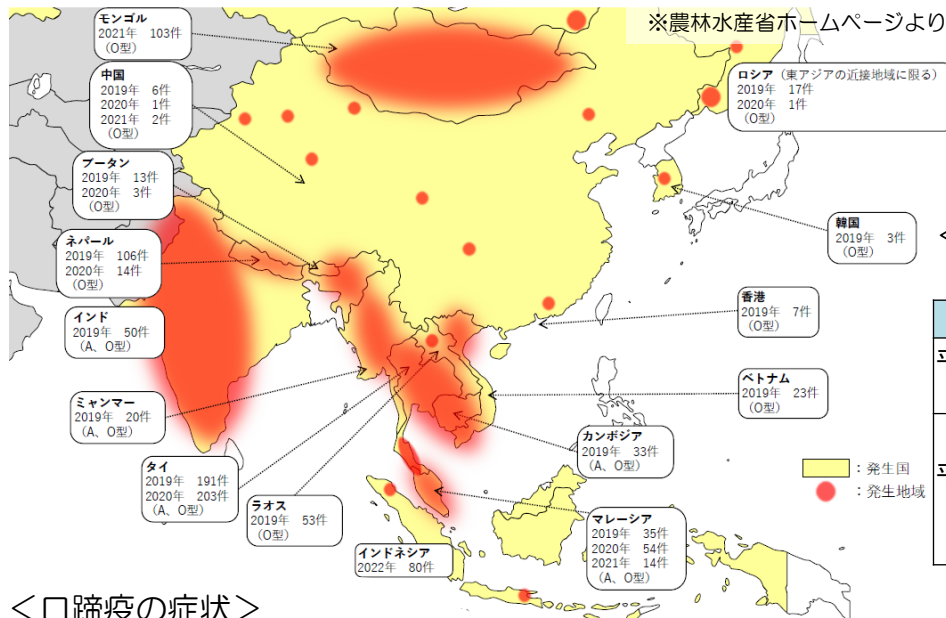 ※農林水産省ホームページより
モンゴル
2021年 103件
（O型）
中国
2019年 6件
2020年 1件
2021年 2件
（O型）
ブータン
2019年 13件
2020年 3件
（O型）
ネパール
2019年 106件
2020年 14件
（O型）
インド
2019年 50件
（A、O型）
ミャンマー
2019年 20件
（A、O型）
タイ
2019年 191件
2020年 203件
（A、O型）
ラオス
2019年 53件
（O型）
インドネシア
2022年 80件
ロシア（東アジアの近接地域に限る）
2019年 17件
2020年 1件
（O型）
韓国
2019年 3件
（O型）
香港
2019年 7件
（O型）
ベトナム
2019年 23件
（O型）
カンボジア
2019年 33件
（A、O型）
マレーシア
2019年 35件
2020年 54件
2021年 14件
（A、O型）
：発生国
：発生地域
＜
＜口蹄疫の症状＞